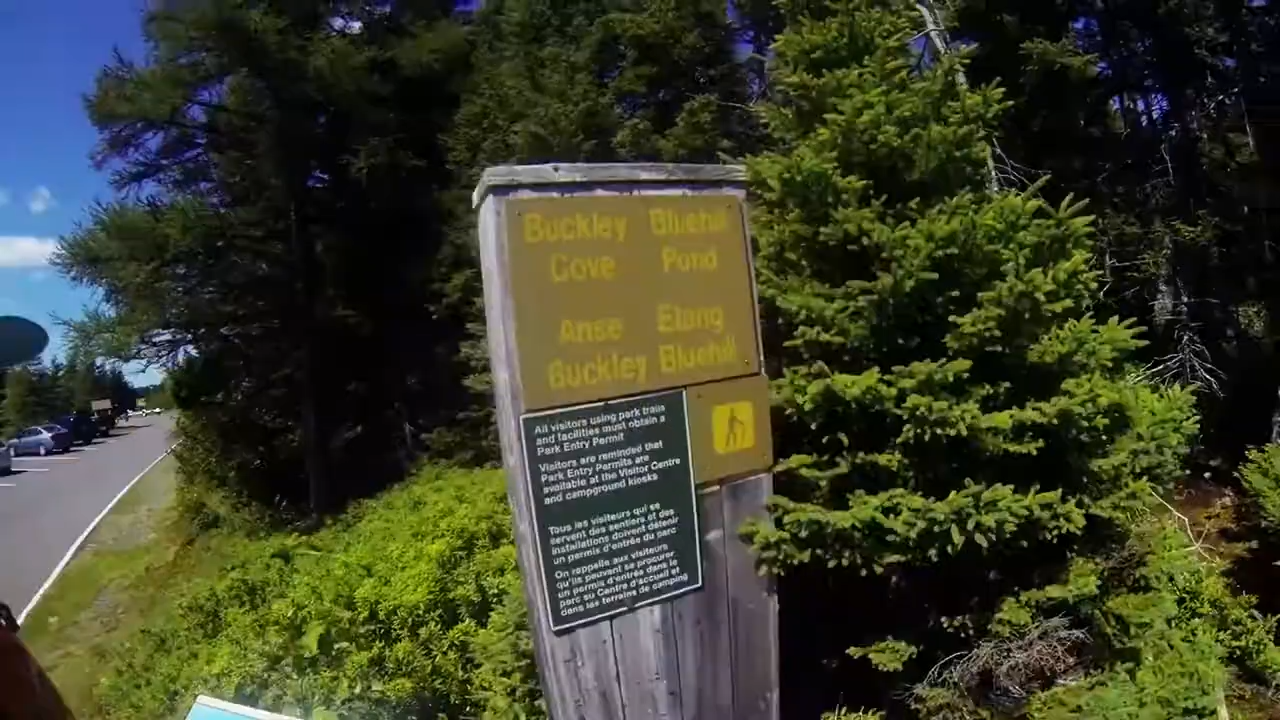 Buckley Bluehill
Cove Pond
Anse Etang
Buckley Bluehill
All visitors using park trails
and facilities must obtain a
Park Entry Permit
Visitors are reminded that
Park Entry Permits are
available at the Visitor Centre
and campground kiosks
Tous les visiteurs qui se
servent des sentiers et des
installations doivent détenir
un permis d'entrée du parc
On rappelle aux visiteurs
qu'ils peuvent se procurer
un permis d'entrée dans le
parc au Centre d'accueil et
dans les terrains de camping